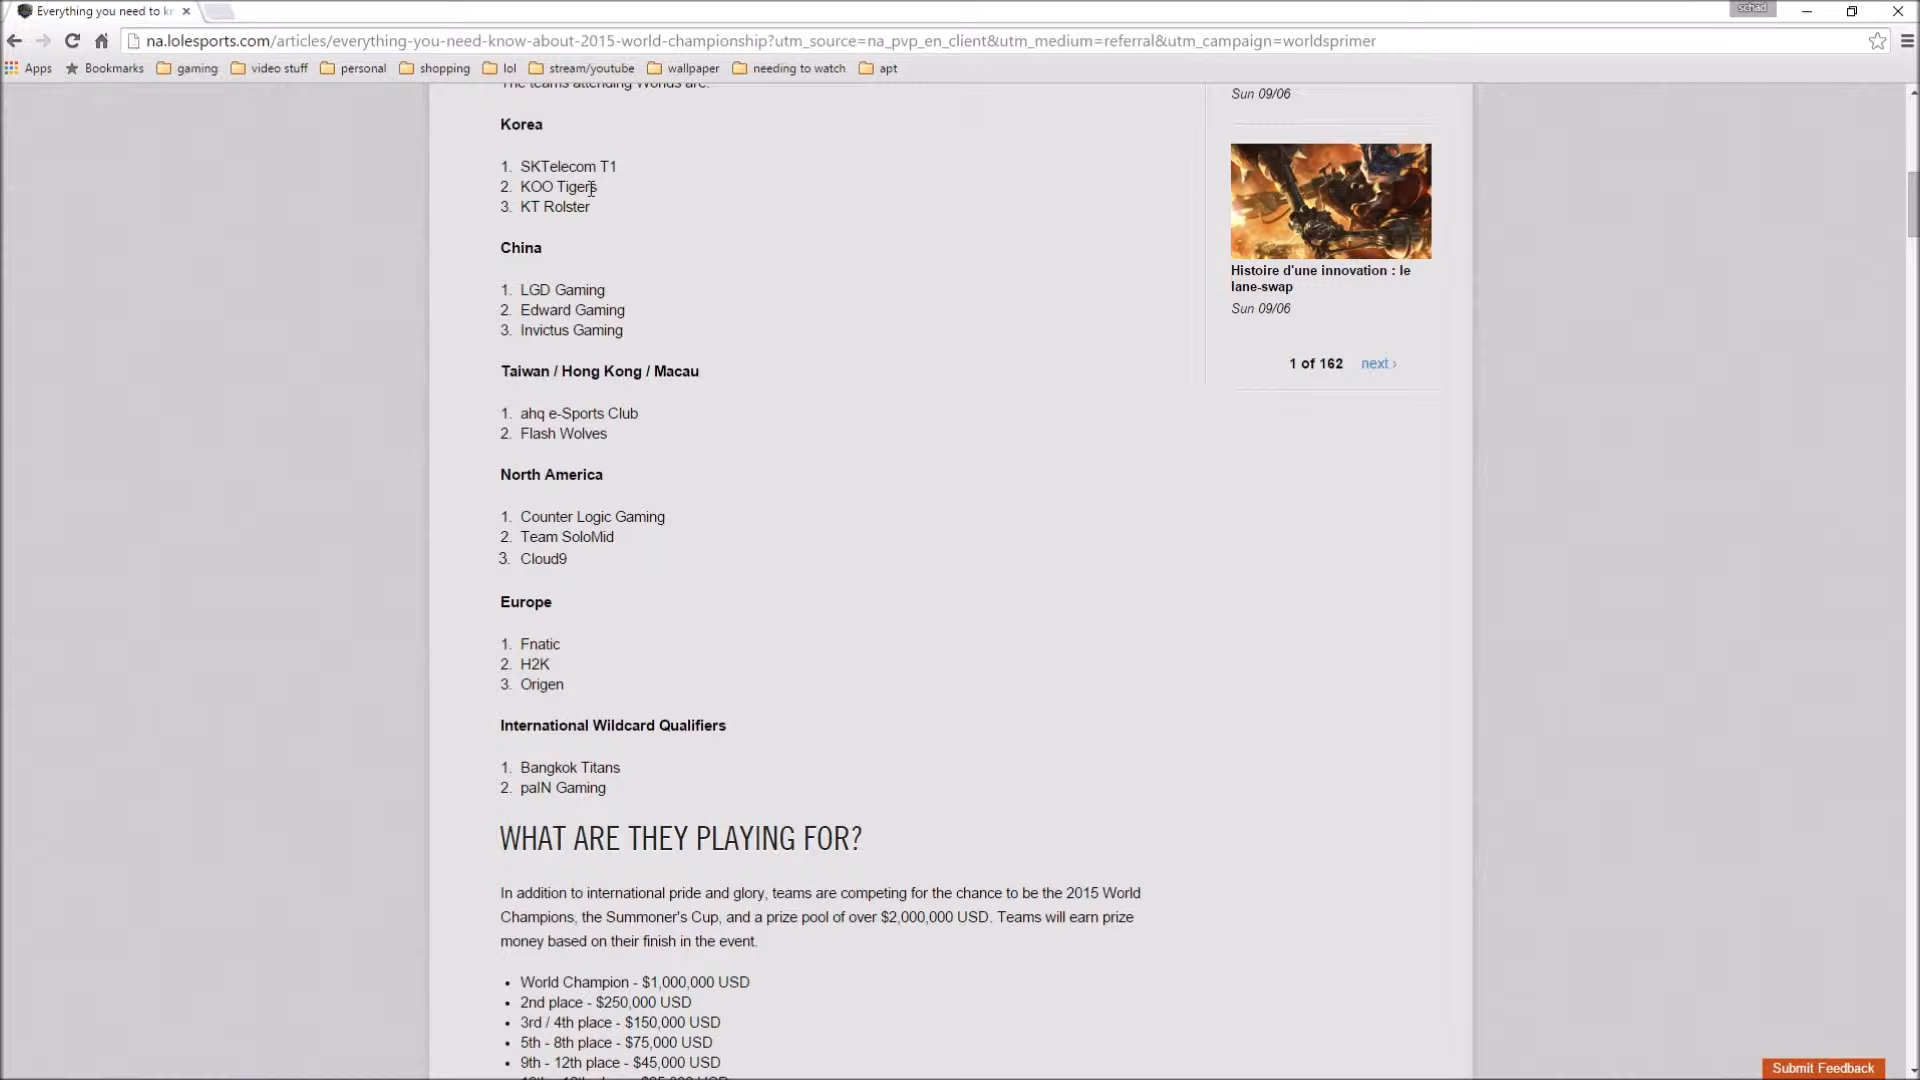 Everything you need to kr
schad
na.lolesports.com/articles/everything-you-need-know-about-2015-world-championship?utm_source=na_pvp_en_client&utm_medium=referral&utm_campaign=worldsprimer
Apps Bookmarks gaming video stuff personal shopping lol stream/youtube wallpaper needing to watch apt
The teams attending Worlds are:
Korea
1. SKTelecom T1
2. KOO Tigers
3. KT Rolster
China
1. LGD Gaming
2. Edward Gaming
3. Invictus Gaming
Taiwan / Hong Kong / Macau
1. ahq e-Sports Club
2. Flash Wolves
North America
1. Counter Logic Gaming
2. Team SoloMid
3. Cloud9
Europe
1. Fnatic
2. H2K
3. Origen
International Wildcard Qualifiers
1. Bangkok Titans
2. paIN Gaming
WHAT ARE THEY PLAYING FOR?
In addition to international pride and glory, teams are competing for the chance to be the 2015 World
Champions, the Summoner's Cup, and a prize pool of over $2,000,000 USD. Teams will earn prize
money based on their finish in the event.
• World Champion - $1,000,000 USD
• 2nd place - $250,000 USD
• 3rd / 4th place - $150,000 USD
• 5th - 8th place - $75,000 USD
• 9th - 12th place - $45,000 USD
Sun 09/06
Histoire d'une innovation : le
lane-swap
Sun 09/06
1 of 162 next ›
Submit Feedback